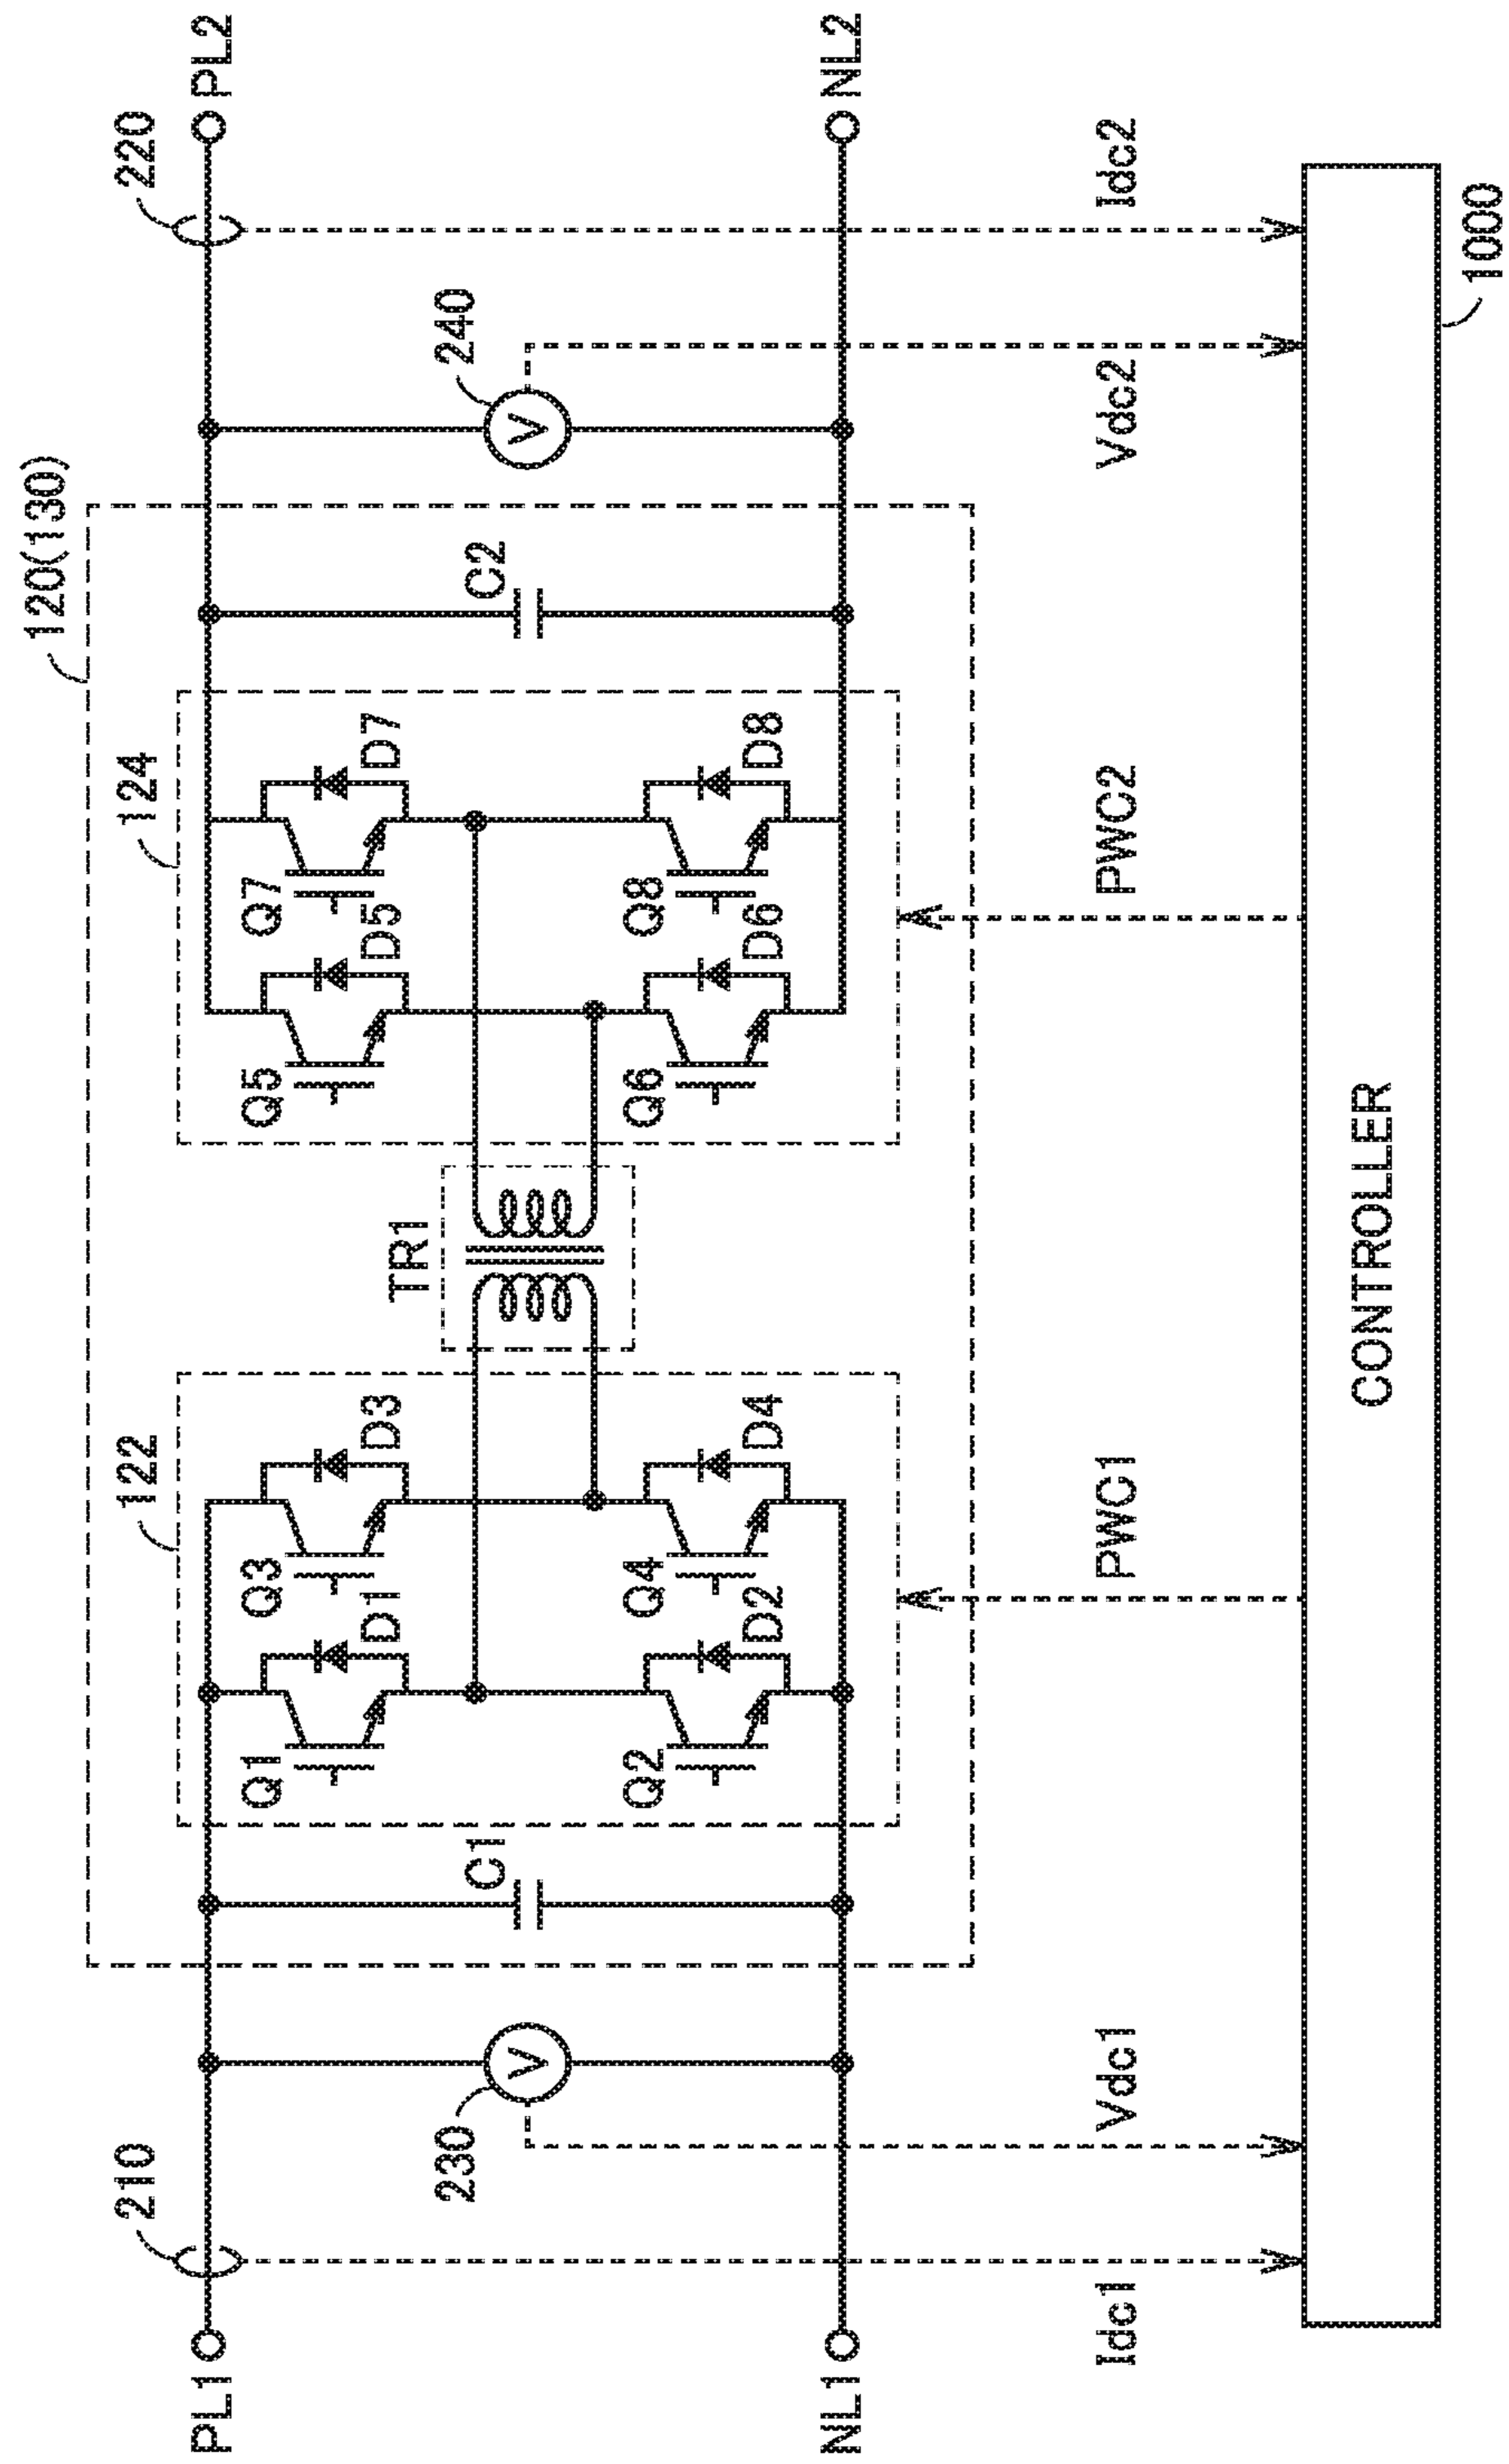 120(130)
210
122
124
220
PL1
PL2
Q1
Q3
Q5
Q7
D1
D3
D5
D7
TR1
230
C1
C2
240
V
V
Q2
Q4
Q6
Q8
D2
D4
D6
D8
NL1
NL2
Idc1
Vdc1
PWC1
PWC2
Vdc2
Idc2
CONTROLLER
1000